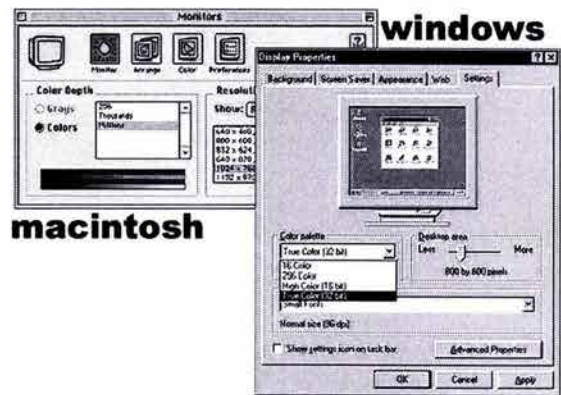 Monitors
windows
Monitor Arrange Color Preferences
Color Depth
Grays
Colors
256
Thousands
Millions
Show:
640 x 480
800 x 600
832 x 624
640 x 870
1024 x 768
macintosh
Display Properties
Background Screen Saver Appearance Web Settings
Color palette
True Color (32 bit)
16 Color
256 Color
High Color (16 bit)
True Color (32 bit)
Desktop area
Less More
800 by 600 pixels
Small Fonts
Normal size (96 dpi)
Show settings icon on task bar
Advanced Properties
OK Cancel Apply